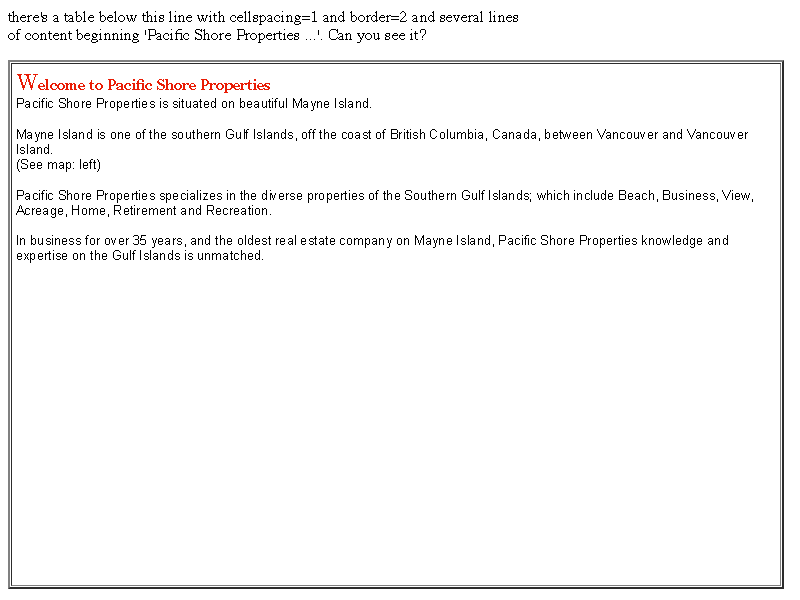 there's a table below this line with cellspacing=1 and border=2 and several lines
of content beginning 'Pacific Shore Properties ...'. Can you see it?
Welcome to Pacific Shore Properties
Pacific Shore Properties is situated on beautiful Mayne Island.
Mayne Island is one of the southern Gulf Islands, off the coast of British Columbia, Canada, between Vancouver and Vancouver
Island.
(See map: left)
Pacific Shore Properties specializes in the diverse properties of the Southern Gulf Islands; which include Beach, Business, View,
Acreage, Home, Retirement and Recreation.
In business for over 35 years, and the oldest real estate company on Mayne Island, Pacific Shore Properties knowledge and
expertise on the Gulf Islands is unmatched.